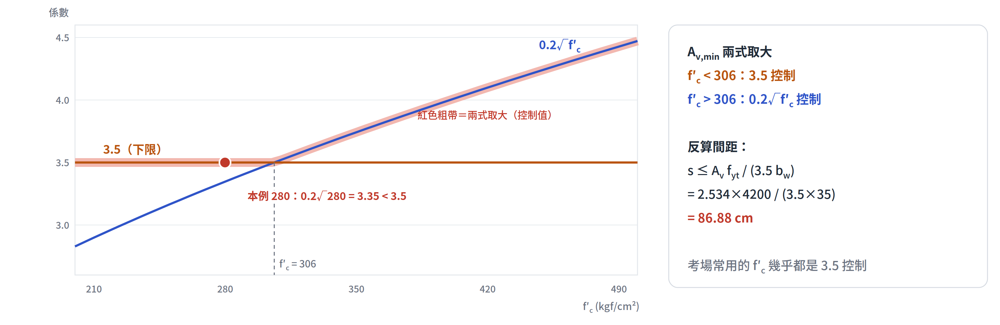 係數
4.5
4.0
3.5
3.0
0.2√f′c
紅色粗帶＝兩式取大（控制值）
3.5（下限）
本例 280：0.2√280 = 3.35 < 3.5
f′c = 306
210 280 350 420 490
f′c (kgf/cm²)
Av,min 兩式取大
f′c < 306：3.5 控制
f′c > 306：0.2√f′c 控制
反算間距：
s ≤ Av fyt / (3.5 bw)
= 2.534×4200 / (3.5×35)
= 86.88 cm
考場常用的 f′c 幾乎都是 3.5 控制